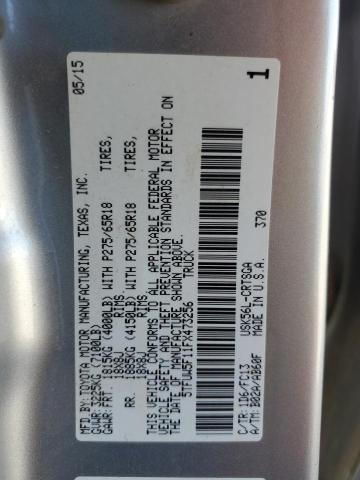 MFD.BY:TOYOTA MOTOR MANUFACTURING, TEXAS, INC. 05/15
GVWR: 3225KG (7100LB)
GAWR: FRT. 1815KG (4000LB) WITH P275/65R18 TIRES,
18X8J RIMS.
RR. 1885KG (4150LB) WITH P275/65R18 TIRES,
18X8J RIMS.
THIS VEHICLE CONFORMS TO ALL APPLICABLE FEDERAL MOTOR
VEHICLE SAFETY AND THEFT PREVENTION STANDARDS IN EFFECT ON
THE DATE OF MANUFACTURE SHOWN ABOVE.
5TFUW5F11FX473256 TRUCK
1
USK56L-CRTSGA 370
C/TR: 1D6/FC13 MADE IN U.S.A.
A/TM: B02A/AB60F